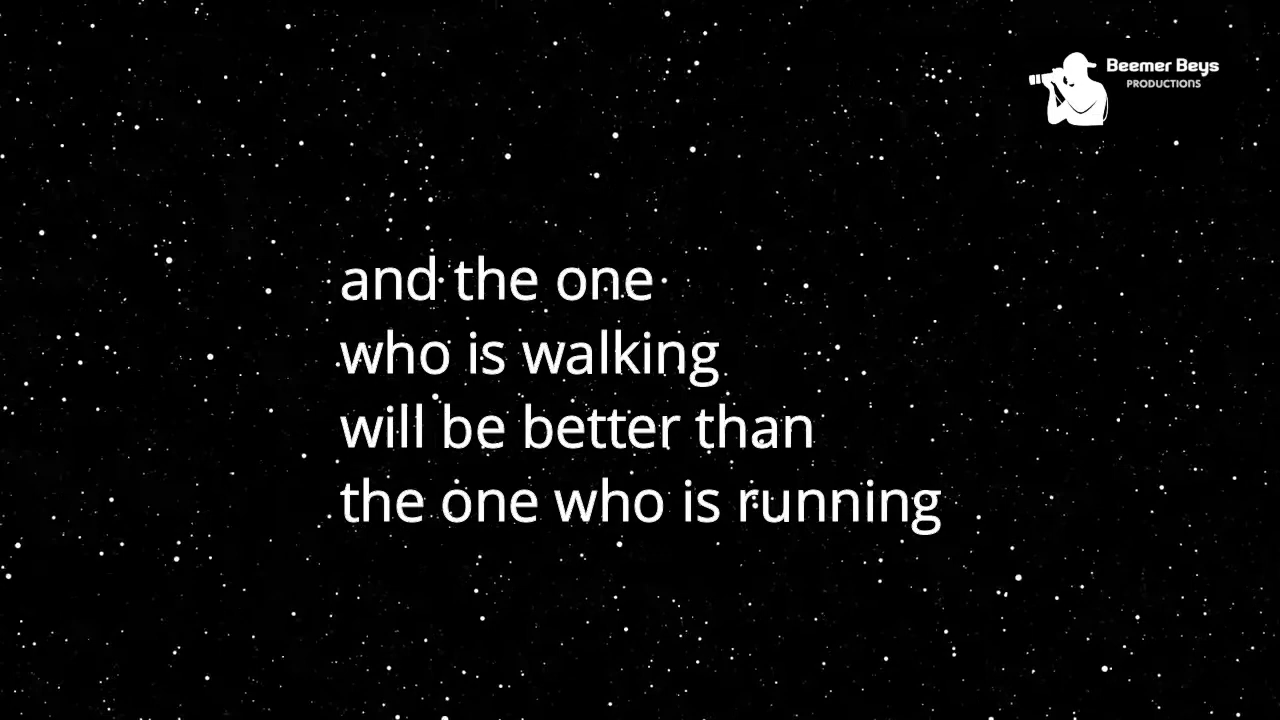 Beemer Beys
PRODUCTIONS
and the one
who is walking
will be better than
the one who is running